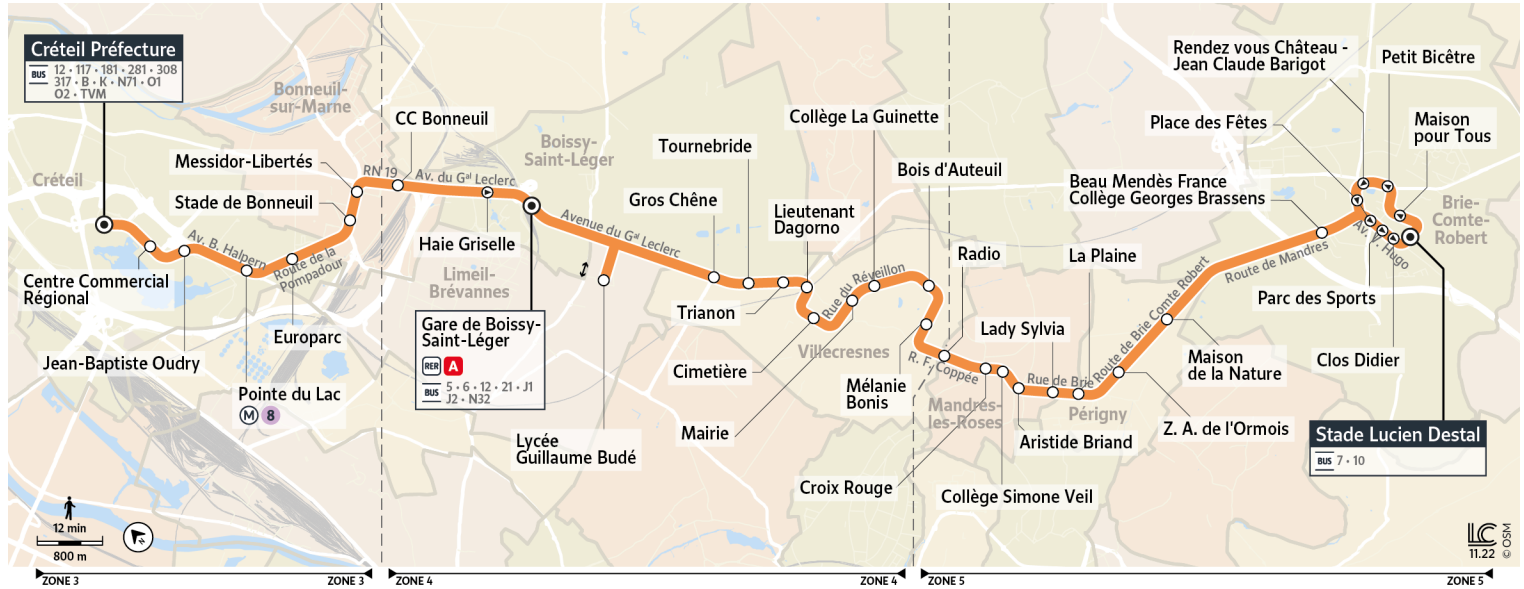 Créteil Préfecture
BUS
12 • 117 • 181 • 281 • 308
317 • B • K • N71 • O1
O2 • TVM
Créteil
Bonneuil-
sur-Marne
Messidor-Libertés
Stade de Bonneuil
Centre Commercial
Régional
Jean-Baptiste Oudry
Av. B. Halpern
Route de la
Pompadour
Europarc
Pointe du Lac
M 8
RN 19
CC Bonneuil
Av. du Gal Leclerc
Haie Griselle
Boissy-
Saint-Léger
Limeil-
Brévannes
Gare de Boissy-
Saint-Léger
RER A
BUS
5 • 6 • 12 • 21 • J1
J2 • N32
Avenue du Gal Leclerc
Lycée
Guillaume Budé
Gros Chêne
Tournebride
Trianon
Lieutenant
Dagorno
Cimetière
Mairie
Rue du Réveillon
Collège La Guinette
Villecresnes
Bois d'Auteuil
Mélanie
Bonis
R. F. Coppée
Radio
Croix Rouge
Mandres-
les-Roses
Collège Simone Veil
Aristide Briand
Lady Sylvia
Rue de Brie
La Plaine
Périgny
Z. A. de l'Ormois
Route de Brie Comte Robert
Maison
de la Nature
Route de Mandres
Beau Mendès France
Collège Georges Brassens
Place des Fêtes
Rendez vous Château -
Jean Claude Barigot
Petit Bicêtre
Maison
pour Tous
Brie-
Comte-
Robert
Av. V. Hugo
Parc des Sports
Clos Didier
Stade Lucien Destal
BUS
7 • 10
12 min
800 m
LC
11.22
© OSM
ZONE 3
ZONE 3
ZONE 4
ZONE 4
ZONE 5
ZONE 5